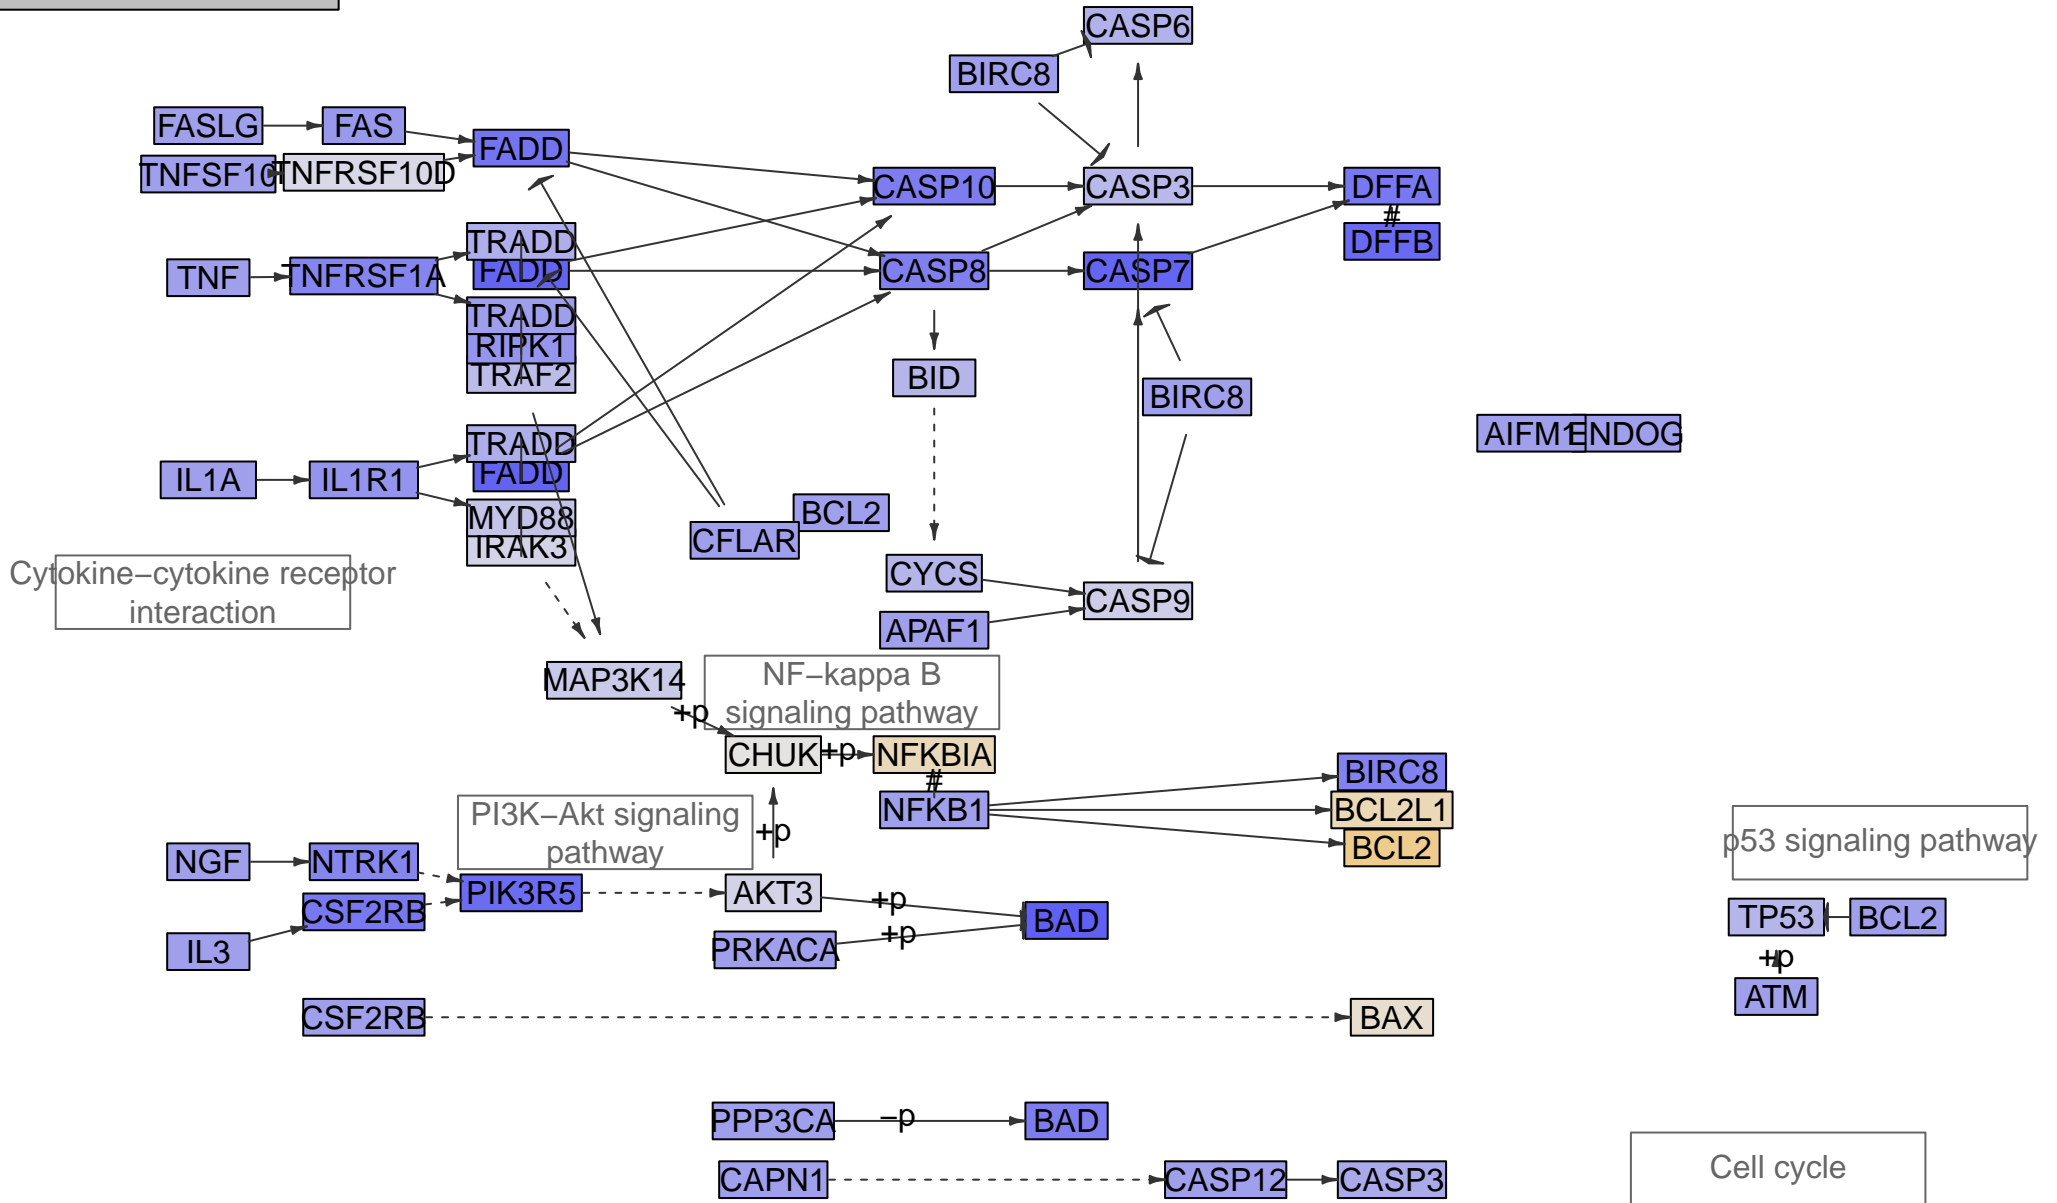 CASP6
BIRC8
FASLG
FAS
FADD
TNFSF10
TNFRSF10D
CASP10
CASP3
DFFA
#
DFFB
TRADD
FADD
TNF
TNFRSF1A
CASP8
CASP7
TRADD
RIPK1
TRAF2
BID
BIRC8
AIFM1
ENDOG
TRADD
FADD
IL1A
IL1R1
MYD88
IRAK3
BCL2
CFLAR
Cytokine–cytokine receptor
interaction
CYCS
CASP9
APAF1
MAP3K14
NF–kappa B
signaling pathway
+p
CHUK
+p
NFKBIA
#
NFKB1
BIRC8
BCL2L1
BCL2
PI3K–Akt signaling
pathway
+p
p53 signaling pathway
NGF
NTRK1
PIK3R5
AKT3
+p
BAD
CSF2RB
IL3
PRKACA
+p
TP53
BCL2
+p
ATM
CSF2RB
BAX
PPP3CA
–p
BAD
CAPN1
CASP12
CASP3
Cell cycle